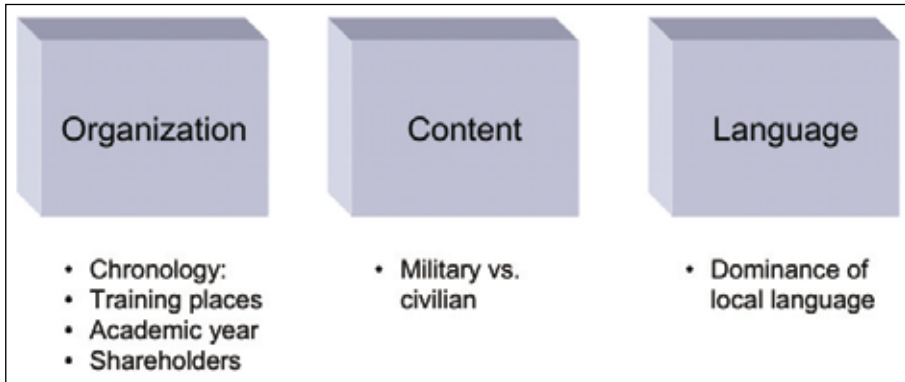 Organization
Content
Language
• Chronology:
• Training places
• Academic year
• Shareholders
• Military vs.
civilian
• Dominance of
local language